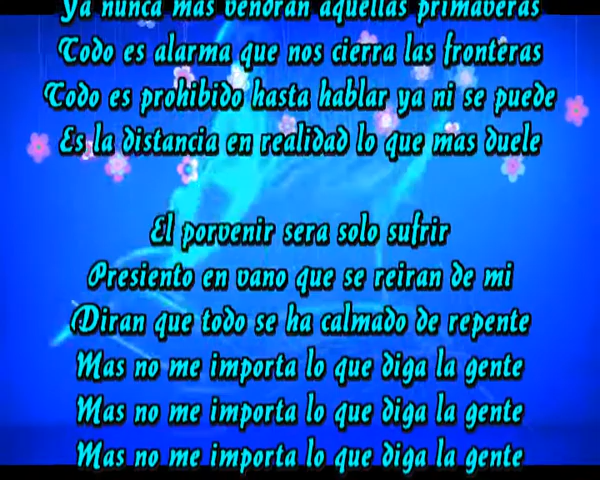 Ya nunca mas vendran aquellas primaveras
Todo es alarma que nos cierra las fronteras
Todo es prohibido hasta hablar ya ni se puede
Es la distancia en realidad lo que mas duele
El porvenir sera solo sufrir
Presiento en vano que se reiran de mi
Diran que todo se ha calmado de repente
Mas no me importa lo que diga la gente
Mas no me importa lo que diga la gente
Mas no me importa lo que diga la gente